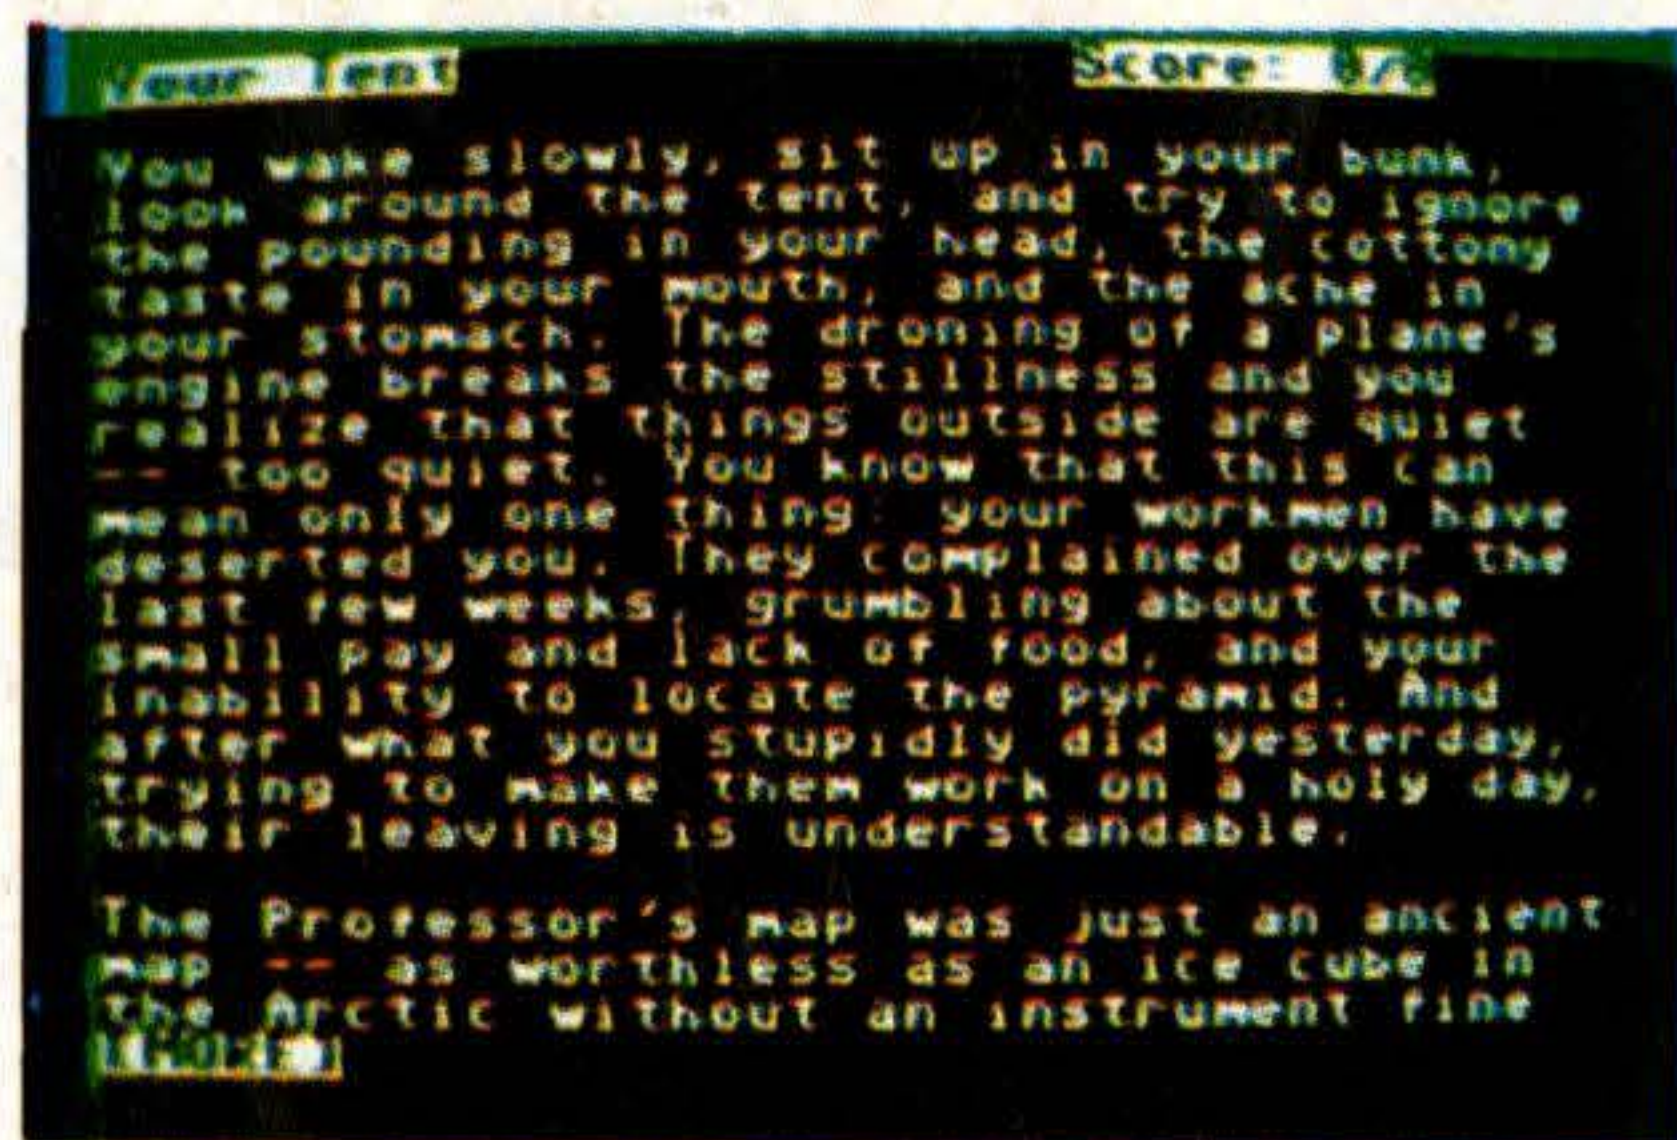 Your Tent Score: 0/0
You wake slowly, sit up in your bunk,
look around the tent, and try to ignore
the pounding in your head, the cottony
taste in your mouth, and the ache in
your stomach. The droning of a plane's
engine breaks the stillness and you
realize that things outside are quiet
-- too quiet. You know that this can
mean only one thing: your workmen have
deserted you. They complained over the
last few weeks, grumbling about the
small pay and lack of food, and your
inability to locate the pyramid. And
after what you stupidly did yesterday,
trying to make them work on a holy day,
their leaving is understandable.
The Professor's map was just an ancient
map -- as worthless as an ice cube in
the Arctic without an instrument fine